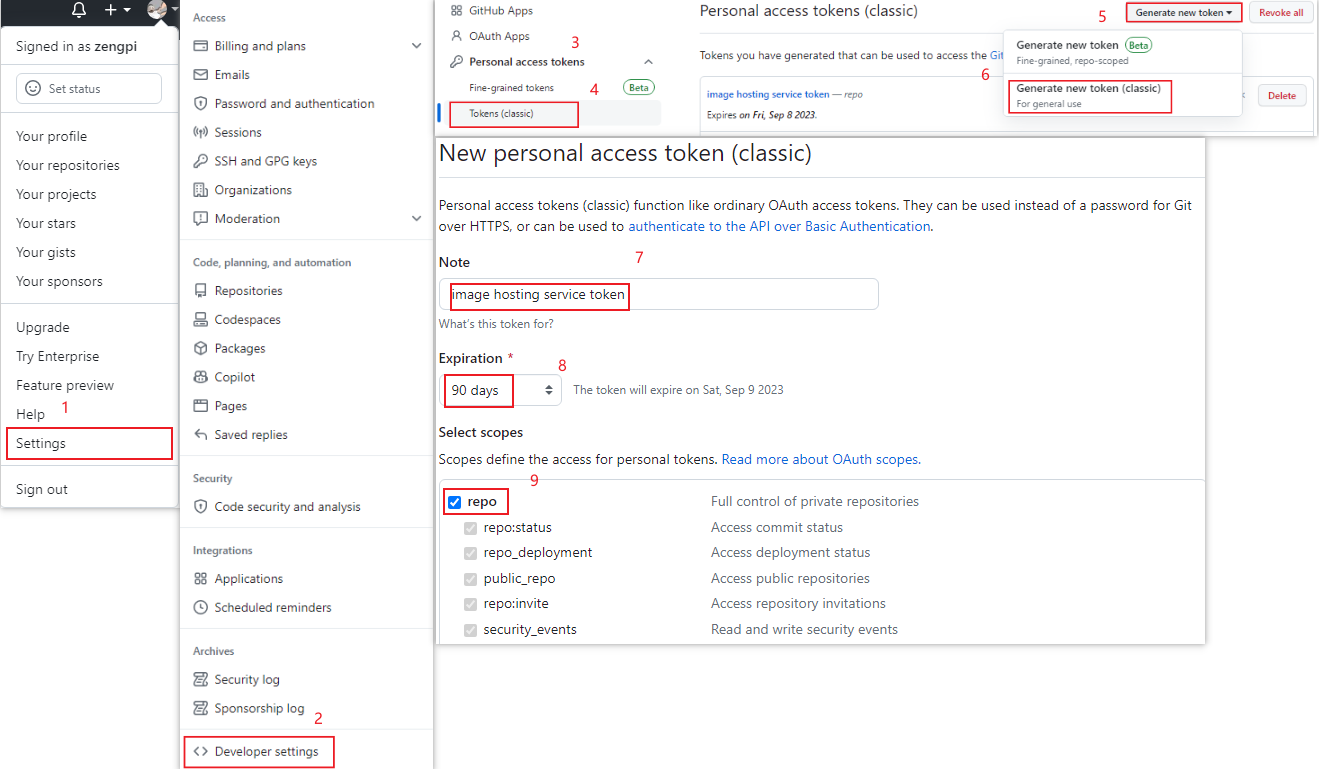 Signed in as zengpi
Set status
Your profile
Your repositories
Your projects
Your stars
Your gists
Your sponsors
Upgrade
Try Enterprise
Feature preview
Help
1
Settings
Sign out
Access
Billing and plans
Emails
Password and authentication
Sessions
SSH and GPG keys
Organizations
Moderation
Code, planning, and automation
Repositories
Codespaces
Packages
Copilot
Pages
Saved replies
Security
Code security and analysis
Integrations
Applications
Scheduled reminders
Archives
Security log
Sponsorship log
2
Developer settings
GitHub Apps
OAuth Apps
3
Personal access tokens
Fine-grained tokens
4
Beta
Tokens (classic)
Personal access tokens (classic)
5
Generate new token
Revoke all
Tokens you have generated that can be used to access the Git
6
Generate new token Beta
Fine-grained, repo-scoped
Generate new token (classic)
For general use
image hosting service token — repo
Delete
Expires on Fri, Sep 8 2023.
New personal access token (classic)
Personal access tokens (classic) function like ordinary OAuth access tokens. They can be used instead of a password for Git
over HTTPS, or can be used to authenticate to the API over Basic Authentication.
Note
7
image hosting service token
What's this token for?
Expiration *
8
90 days
The token will expire on Sat, Sep 9 2023
Select scopes
Scopes define the access for personal tokens. Read more about OAuth scopes.
9
repo Full control of private repositories
repo:status Access commit status
repo_deployment Access deployment status
public_repo Access public repositories
repo:invite Access repository invitations
security_events Read and write security events